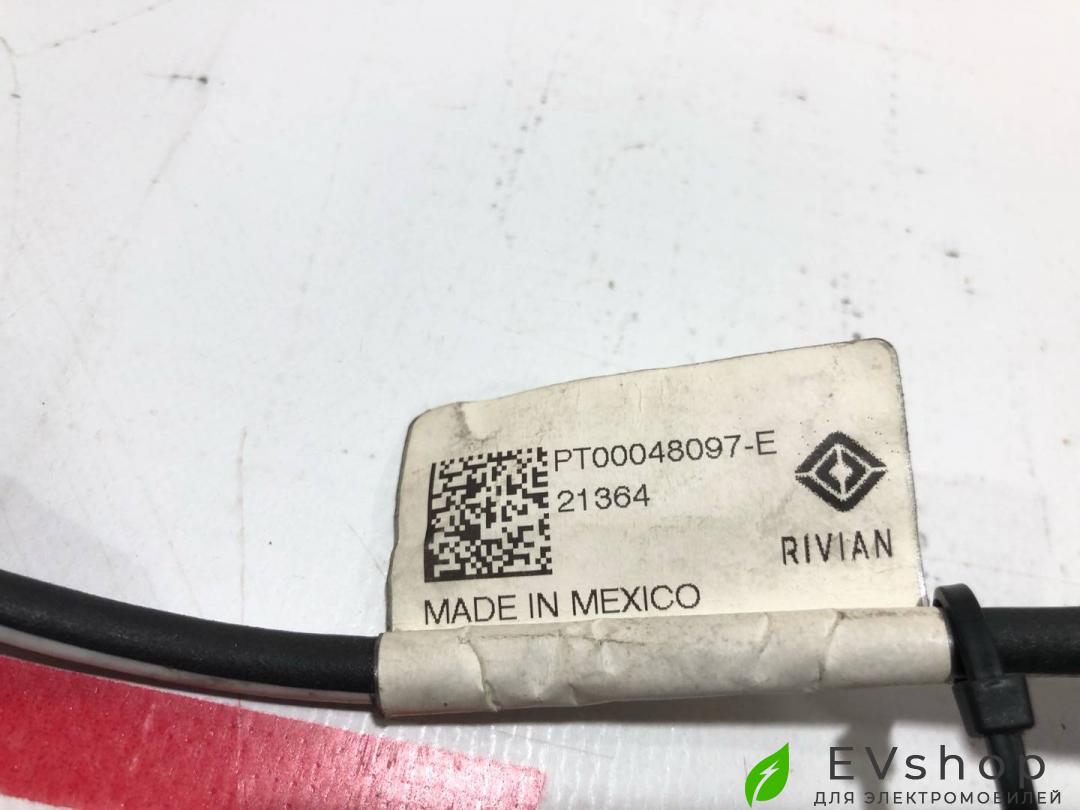 PT00048097-E
21364
RIVIAN
MADE IN MEXICO
EVshop
ДЛЯ ЭЛЕКТРОМОБИЛЕЙ